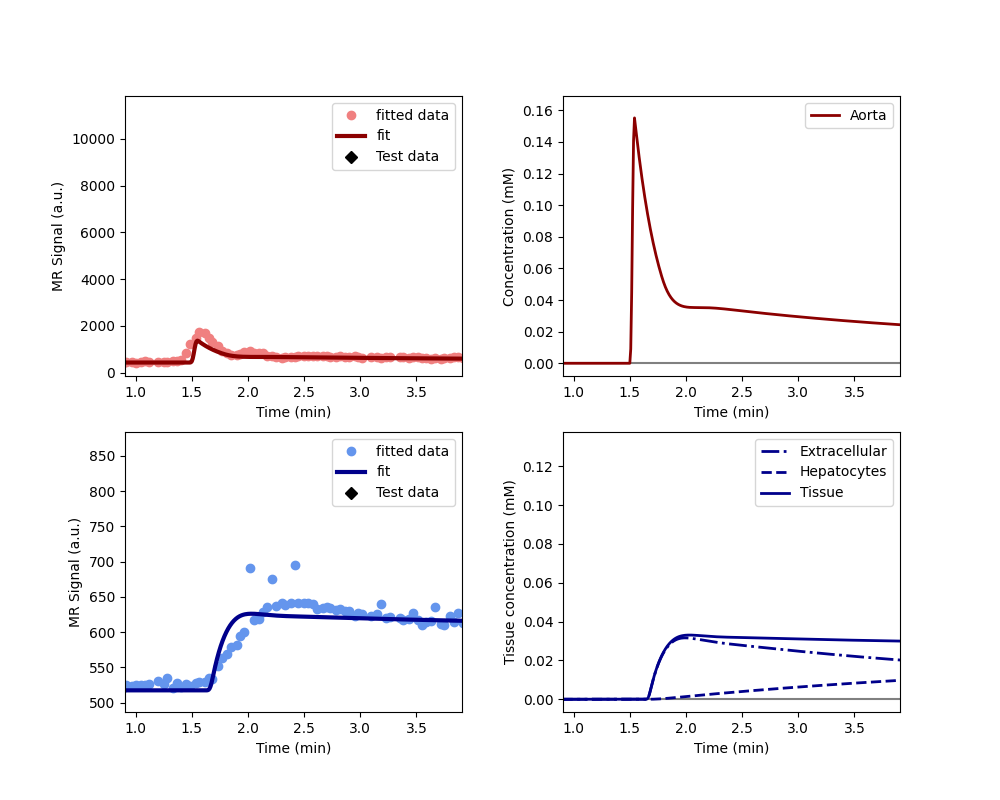 MR Signal (a.u.)
10000
8000
6000
4000
2000
0
fitted data
fit
Test data
1.0 1.5 2.0 2.5 3.0 3.5
Time (min)
Concentration (mM)
0.16
0.14
0.12
0.10
0.08
0.06
0.04
0.02
0.00
Aorta
1.0 1.5 2.0 2.5 3.0 3.5
Time (min)
MR Signal (a.u.)
850
800
750
700
650
600
550
500
fitted data
fit
Test data
1.0 1.5 2.0 2.5 3.0 3.5
Time (min)
Tissue concentration (mM)
0.12
0.10
0.08
0.06
0.04
0.02
0.00
Extracellular
Hepatocytes
Tissue
1.0 1.5 2.0 2.5 3.0 3.5
Time (min)